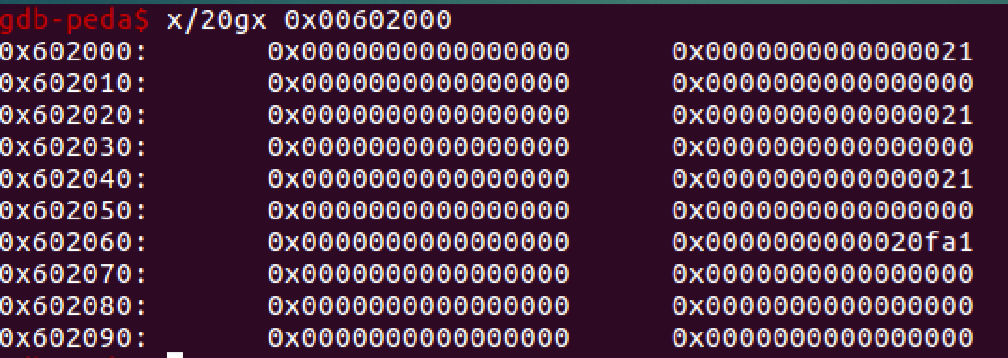 gdb-peda$ x/20gx 0x00602000
0x602000: 0x0000000000000000 0x0000000000000021
0x602010: 0x0000000000000000 0x0000000000000000
0x602020: 0x0000000000000000 0x0000000000000021
0x602030: 0x0000000000000000 0x0000000000000000
0x602040: 0x0000000000000000 0x0000000000000021
0x602050: 0x0000000000000000 0x0000000000000000
0x602060: 0x0000000000000000 0x0000000000020fa1
0x602070: 0x0000000000000000 0x0000000000000000
0x602080: 0x0000000000000000 0x0000000000000000
0x602090: 0x0000000000000000 0x0000000000000000